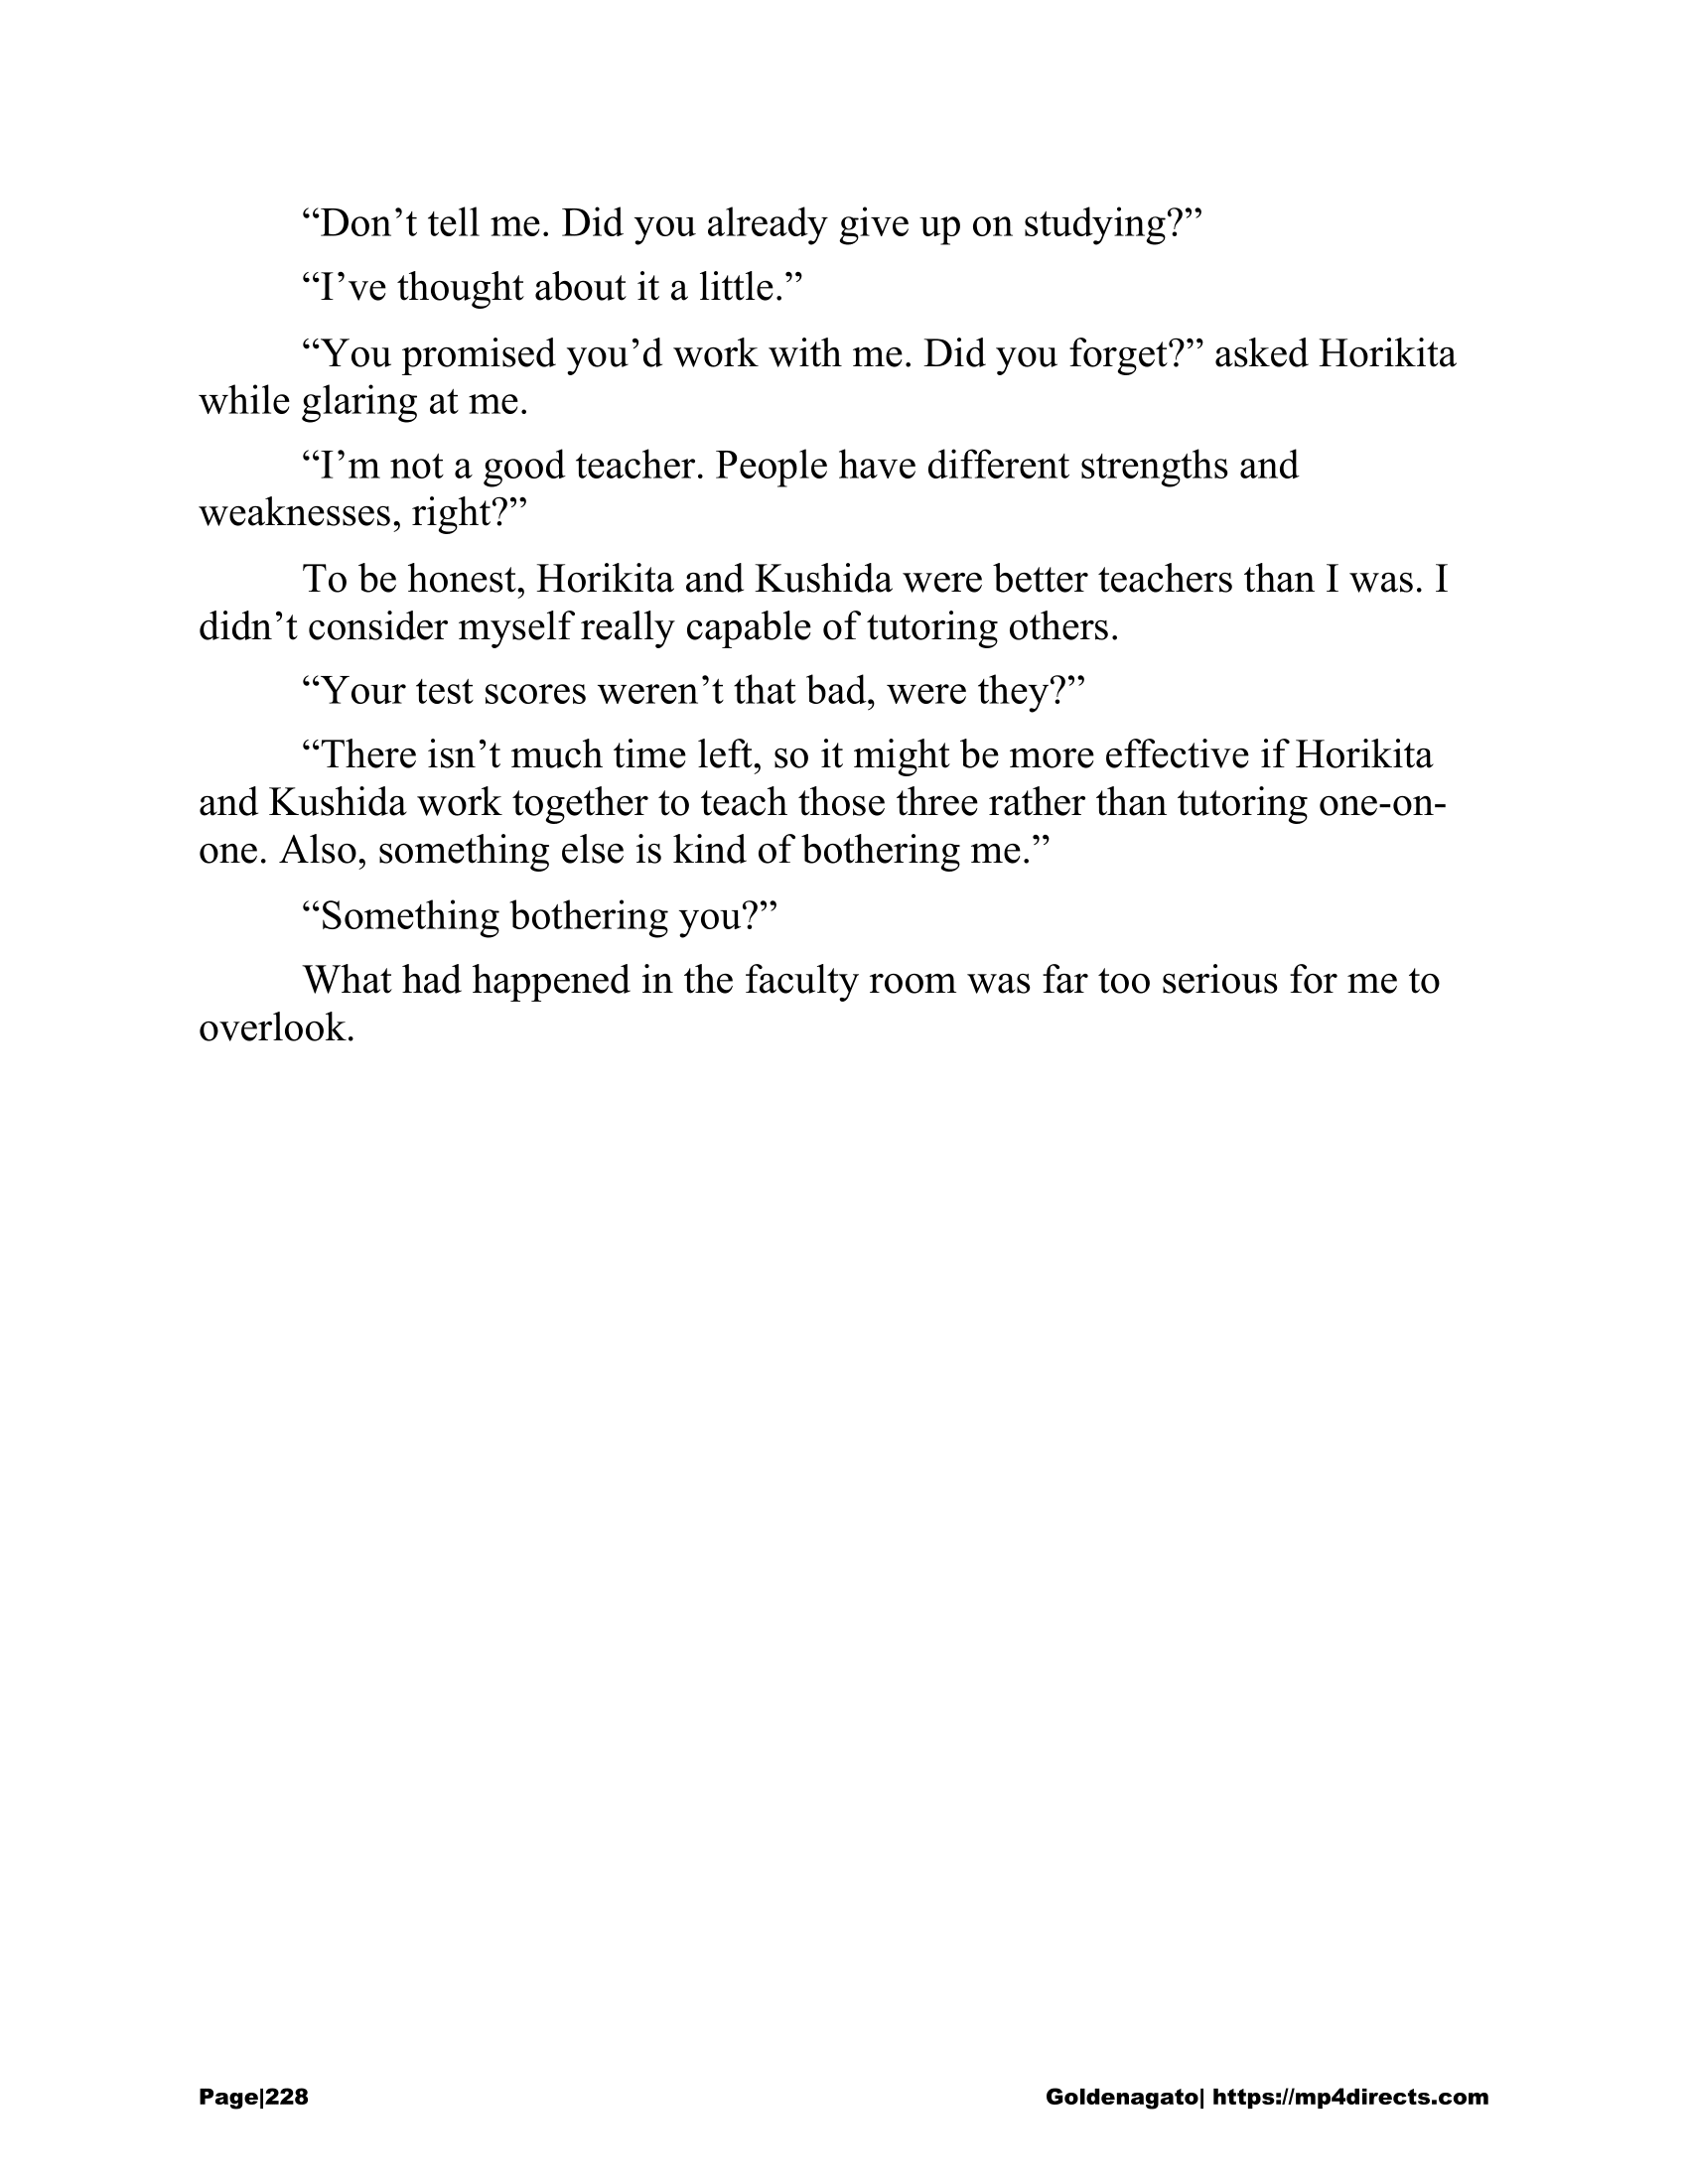 “Don’t tell me. Did you already give up on studying?”
“I’ve thought about it a little.”
“You promised you’d work with me. Did you forget?” asked Horikita
while glaring at me.
“I’m not a good teacher. People have different strengths and
weaknesses, right?”
To be honest, Horikita and Kushida were better teachers than I was. I
didn’t consider myself really capable of tutoring others.
“Your test scores weren’t that bad, were they?”
“There isn’t much time left, so it might be more effective if Horikita
and Kushida work together to teach those three rather than tutoring one-on-
one. Also, something else is kind of bothering me.”
“Something bothering you?”
What had happened in the faculty room was far too serious for me to
overlook.
Page|228 Goldenagato| https://mp4directs.com